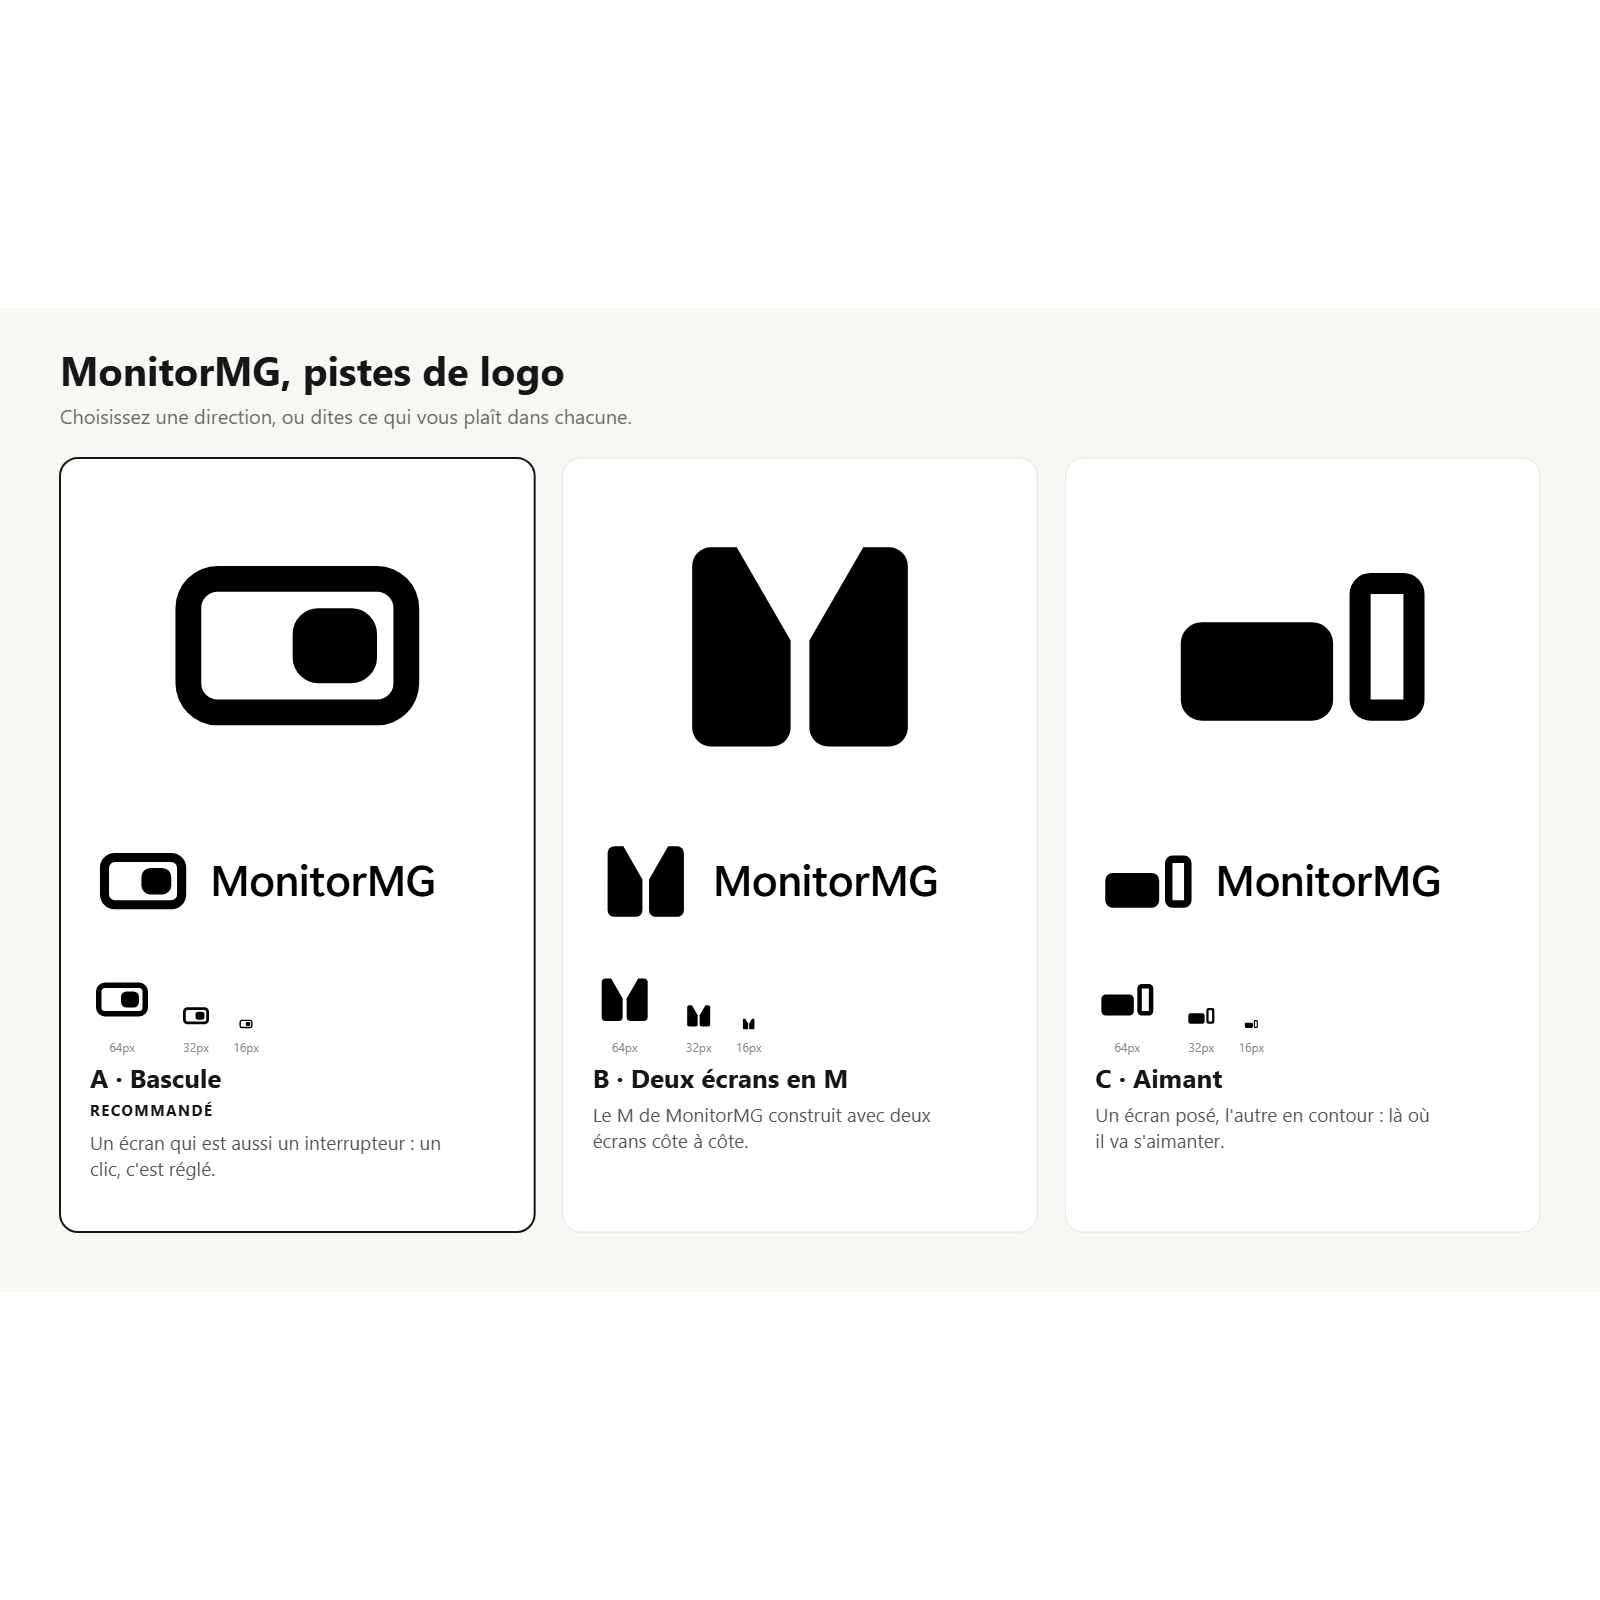 MonitorMG, pistes de logo
Choisissez une direction, ou dites ce qui vous plaît dans chacune.
MonitorMG
64px 32px 16px
A · Bascule
RECOMMANDÉ
Un écran qui est aussi un interrupteur : un
clic, c'est réglé.
MonitorMG
64px 32px 16px
B · Deux écrans en M
Le M de MonitorMG construit avec deux
écrans côte à côte.
MonitorMG
64px 32px 16px
C · Aimant
Un écran posé, l'autre en contour : là où
il va s'aimanter.